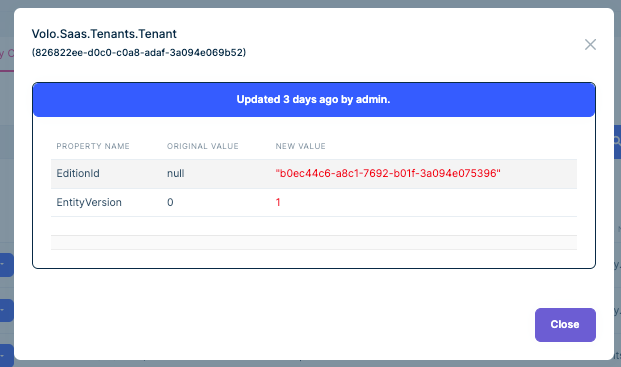 Volo.Saas.Tenants.Tenant
(826822ee-d0c0-c0a8-adaf-3a094e069b52)
Updated 3 days ago by admin.
PROPERTY NAME ORIGINAL VALUE NEW VALUE
EditionId null "b0ec44c6-a8c1-7692-b01f-3a094e075396"
EntityVersion 0 1
Close